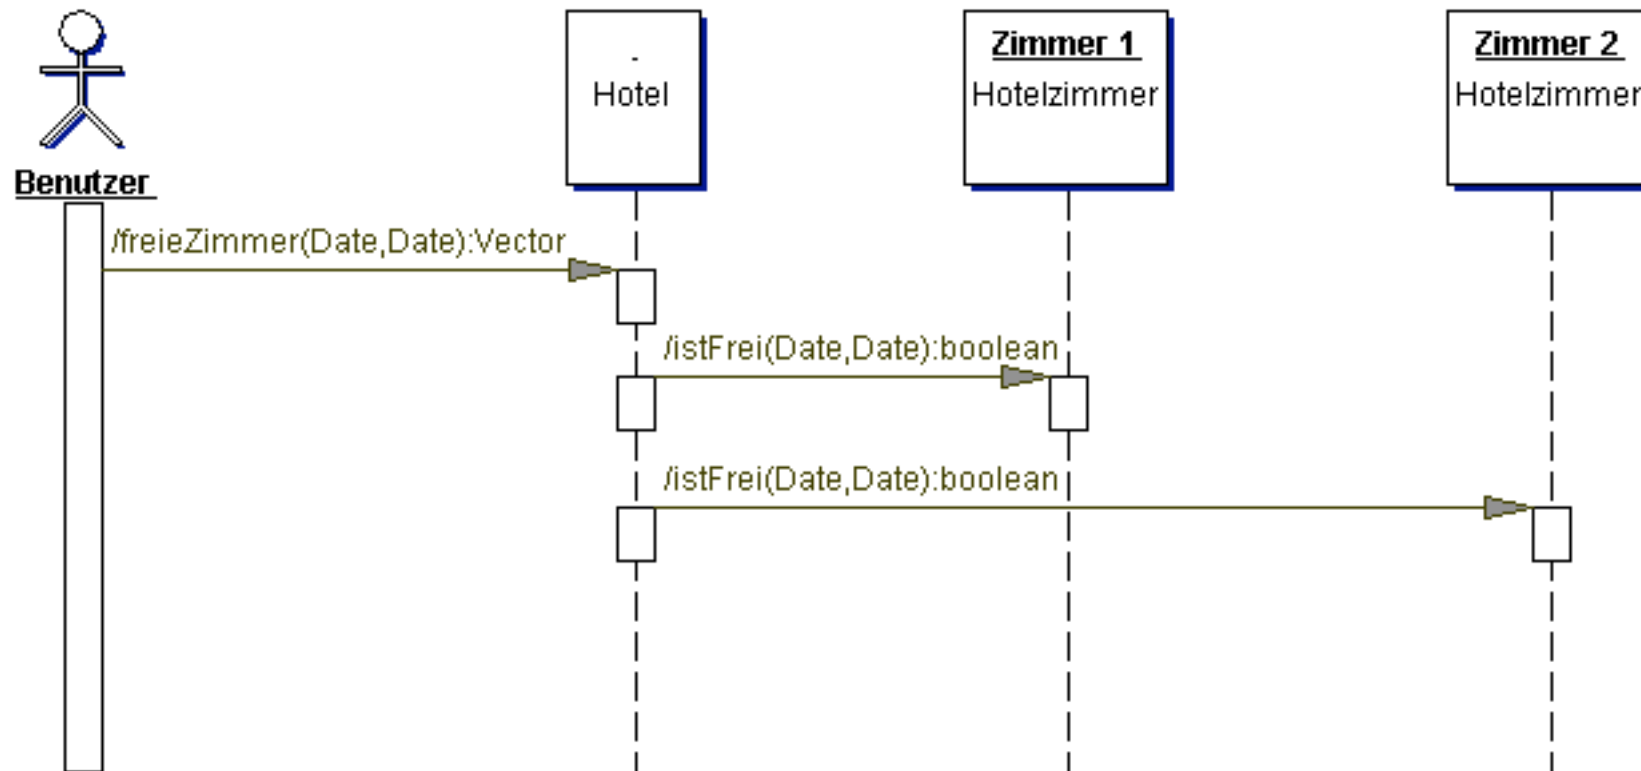 -
Hotel
Zimmer 1
Hotelzimmer
Zimmer 2
Hotelzimmer
Benutzer
/freieZimmer(Date,Date):Vector
/istFrei(Date,Date):boolean
/istFrei(Date,Date):boolean